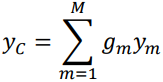 y_C = \sum_{m=1}^{M} g_m y_m